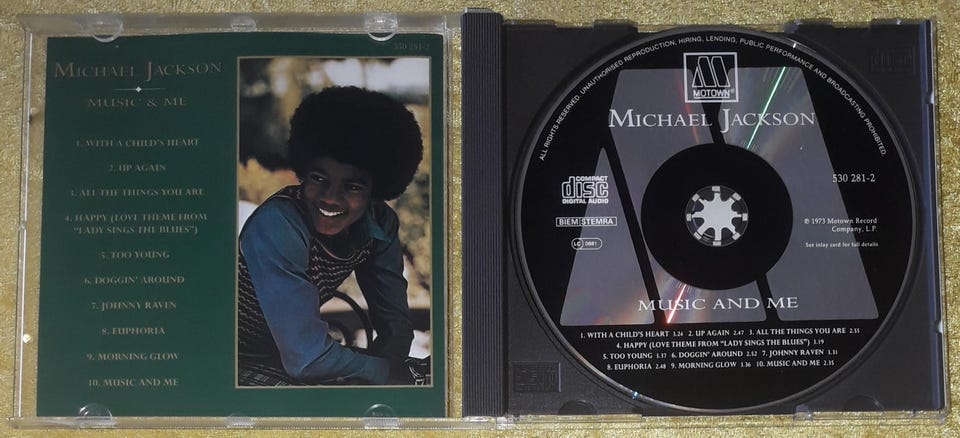 530 281-2
MICHAEL JACKSON
MUSIC & ME
1. WITH A CHILD'S HEART
2. UP AGAIN
3. ALL THE THINGS YOU ARE
4. HAPPY (LOVE THEME FROM
"LADY SINGS THE BLUES")
5. TOO YOUNG
6. DOGGIN' AROUND
7. JOHNNY RAVEN
8. EUPHORIA
9. MORNING GLOW
10. MUSIC AND ME
ALL RIGHTS RESERVED. UNAUTHORISED REPRODUCTION, HIRING, LENDING, PUBLIC PERFORMANCE AND BROADCASTING PROHIBITED.
MOTOWN®
MICHAEL JACKSON
COMPACT
disc
DIGITAL AUDIO
530 281-2
BIEM STEMRA
℗ 1973 Motown Record
Company, L.P.
LC 0661
See inlay card for full details
MUSIC AND ME
1. WITH A CHILD'S HEART 3.24 2. UP AGAIN 2.47 3. ALL THE THINGS YOU ARE 2.55
4. HAPPY (LOVE THEME FROM "LADY SINGS THE BLUES") 3.19
5. TOO YOUNG 3.37 6. DOGGIN' AROUND 2.52 7. JOHNNY RAVEN 3.31
8. EUPHORIA 2.48 9. MORNING GLOW 3.36 10. MUSIC AND ME 2.35